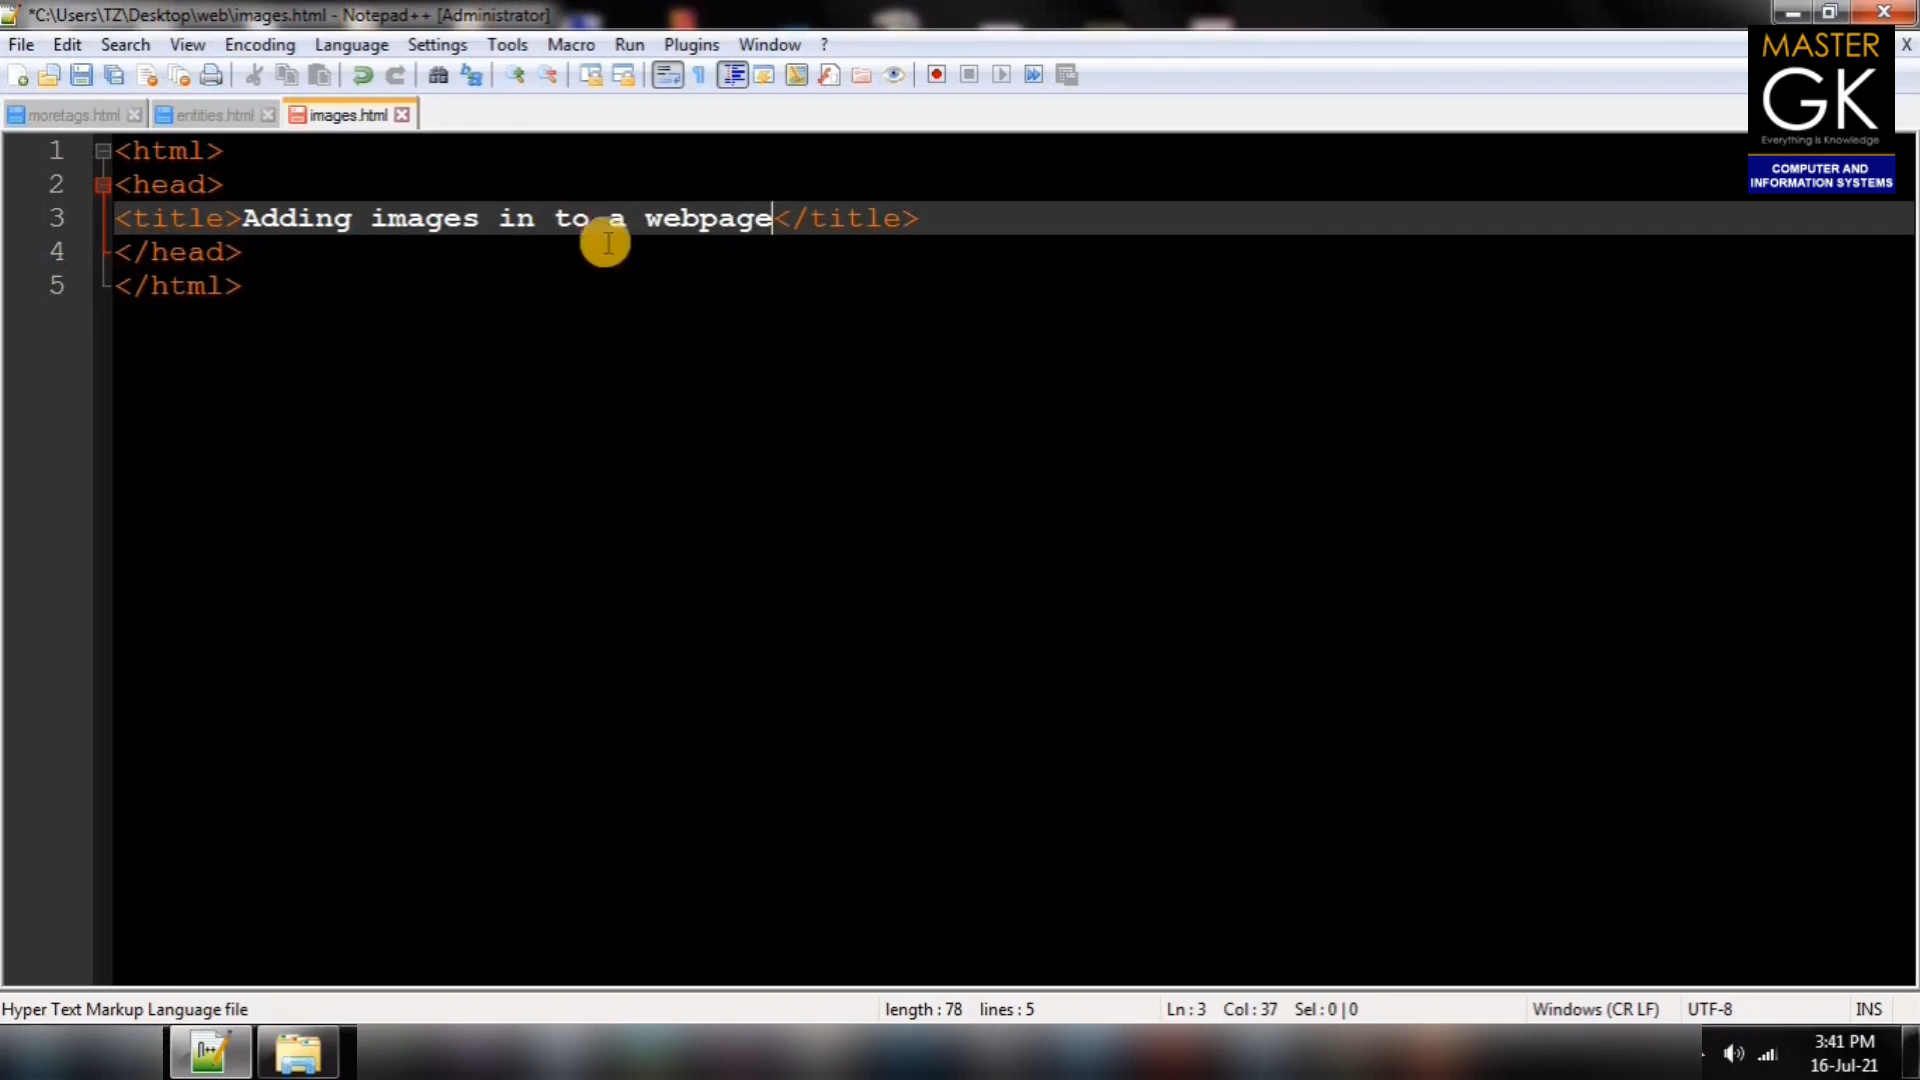 *C:\Users\TZ\Desktop\web\images.html - Notepad++ [Administrator]
File Edit Search View Encoding Language Settings Tools Macro Run Plugins Window ? X
MASTER
GK
Everything is Knowledge
COMPUTER AND
INFORMATION SYSTEMS
moretags.html entities.html images.html
1 <html>
2 <head>
3 <title>Adding images in to a webpage</title>
4 </head>
5 </html>
Hyper Text Markup Language file length : 78 lines : 5 Ln : 3 Col : 37 Sel : 0 | 0 Windows (CR LF) UTF-8 INS
3:41 PM
16-Jul-21